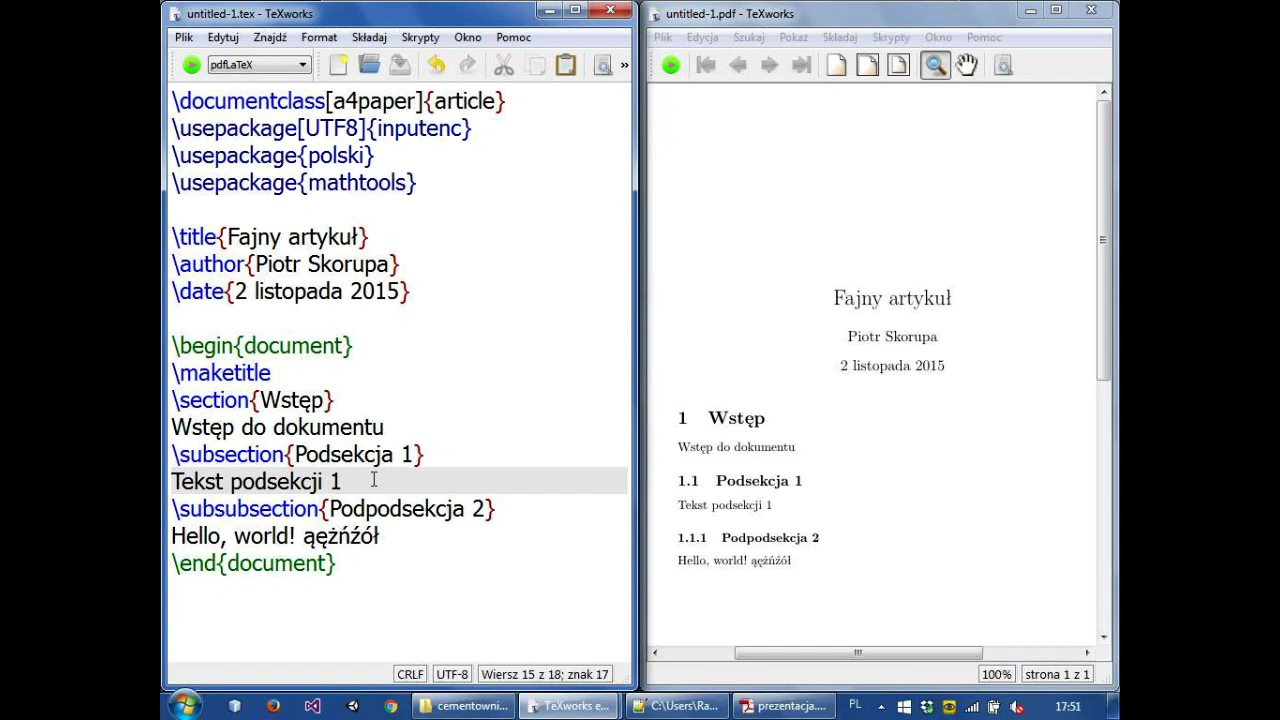 untitled-1.tex - TeXworks
Plik Edytuj Znajdź Format Składaj Skrypty Okno Pomoc
pdfLaTeX
»
\documentclass[a4paper]{article}
\usepackage[UTF8]{inputenc}
\usepackage{polski}
\usepackage{mathtools}
\title{Fajny artykuł}
\author{Piotr Skorupa}
\date{2 listopada 2015}
\begin{document}
\maketitle
\section{Wstęp}
Wstęp do dokumentu
\subsection{Podsekcja 1}
Tekst podsekcji 1
\subsubsection{Podpodsekcja 2}
Hello, world! ąężńźół
\end{document}
CRLF UTF-8 Wiersz 15 z 18; znak 17
untitled-1.pdf - TeXworks
Plik Edycja Szukaj Pokaż Składaj Skrypty Okno Pomoc
Fajny artykuł
Piotr Skorupa
2 listopada 2015
1 Wstęp
Wstęp do dokumentu
1.1 Podsekcja 1
Tekst podsekcji 1
1.1.1 Podpodsekcja 2
Hello, world! ąężńźół
100% strona 1 z 1
cementowni... TeXworks e... C:\Users\Ra... prezentacja.... PL 17:51